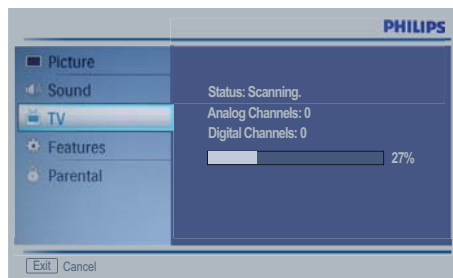 PHILIPS
Picture
Sound
TV
Features
Parental
Status: Scanning.
Analog Channels: 0
Digital Channels: 0
27%
Exit Cancel